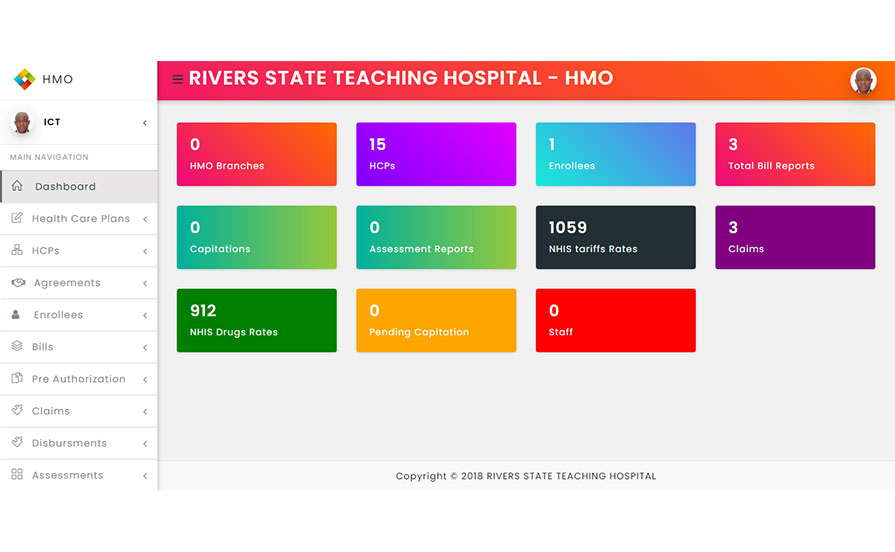 HMO
RIVERS STATE TEACHING HOSPITAL - HMO
ICT
MAIN NAVIGATION
Dashboard
Health Care Plans
HCPs
Agreements
Enrollees
Bills
Pre Authorization
Claims
Disbursments
Assessments
0
HMO Branches
15
HCPs
1
Enrollees
3
Total Bill Reports
0
Capitations
0
Assessment Reports
1059
NHIS tariffs Rates
3
Claims
912
NHIS Drugs Rates
0
Pending Capitation
0
Staff
Copyright © 2018 RIVERS STATE TEACHING HOSPITAL